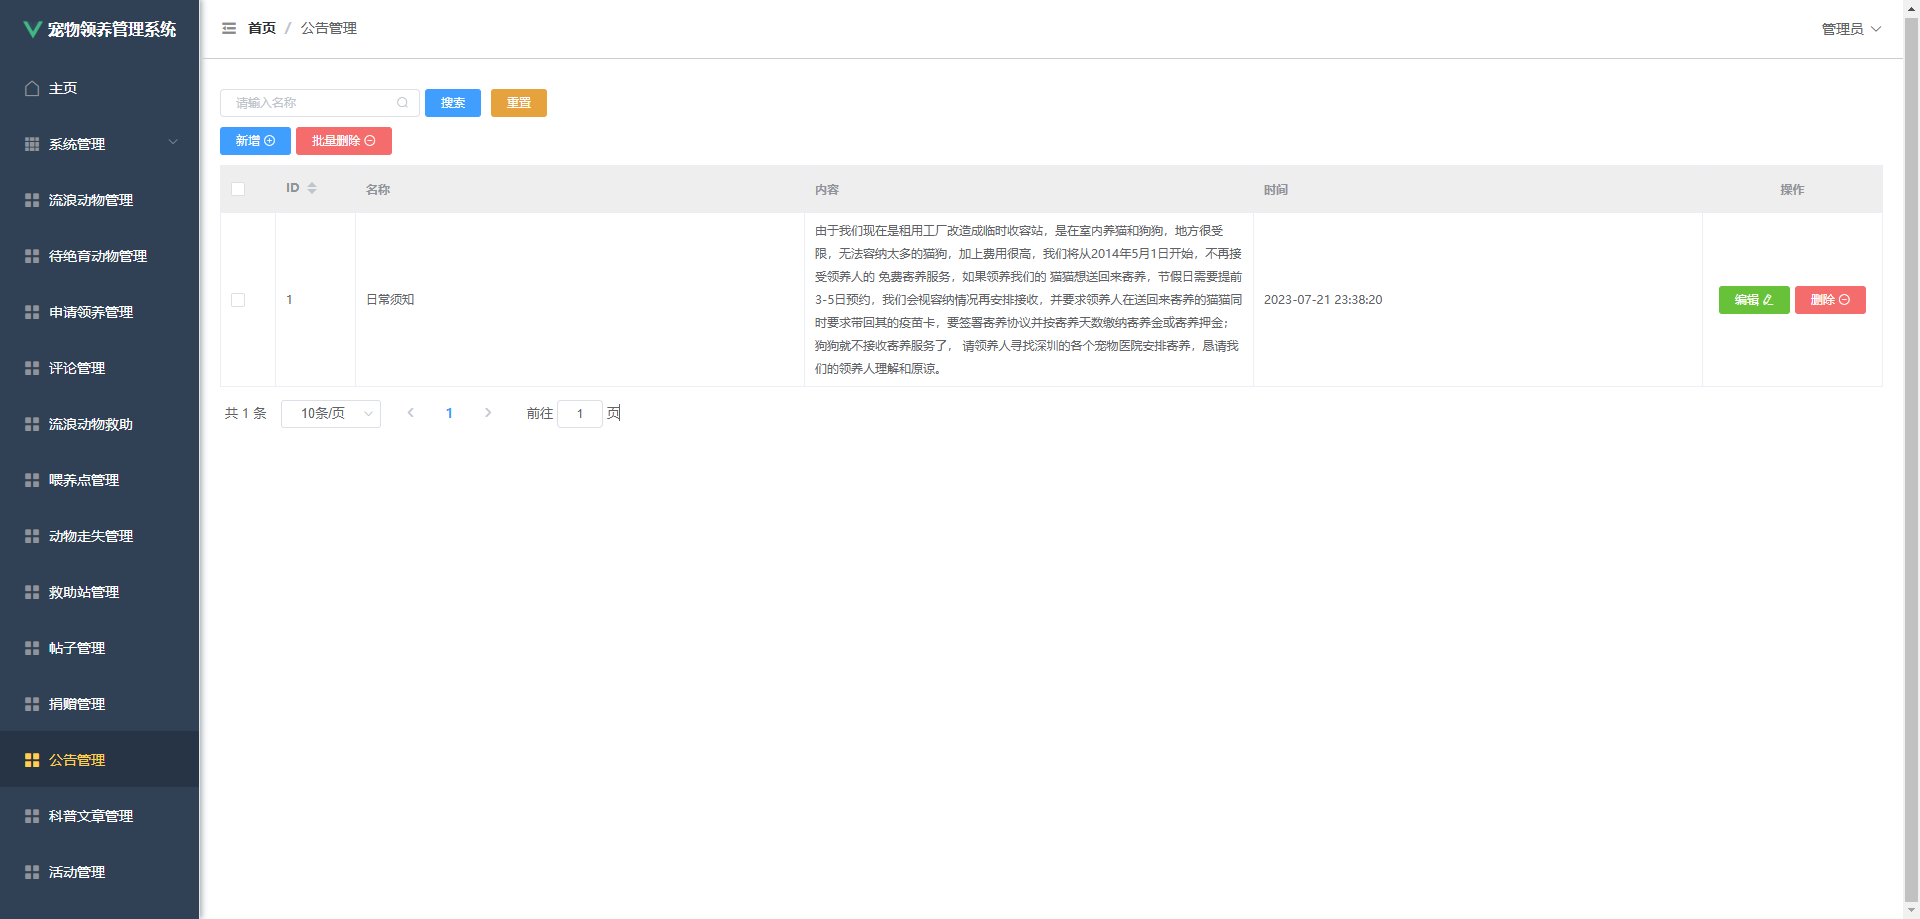 宠物领养管理系统
首页 / 公告管理
管理员
主页
系统管理
流浪动物管理
待绝育动物管理
申请领养管理
评论管理
流浪动物救助
喂养点管理
动物走失管理
救助站管理
帖子管理
捐赠管理
公告管理
科普文章管理
活动管理
请输入名称 搜索 重置
新增 批量删除
ID 名称 内容 时间 操作
由于我们现在是租用工厂改造成临时收容站，是在室内养猫和狗狗，地方很受
限，无法容纳太多的猫狗，加上费用很高，我们将从2014年5月1日开始，不再接
受领养人的 免费寄养服务，如果领养我们的 猫猫想送回来寄养，节假日需要提前
3-5日预约，我们会视容纳情况再安排接收，并要求领养人在送回来寄养的猫猫同
时要求带回其的疫苗卡，要签署寄养协议并按寄养天数缴纳寄养金或寄养押金；
狗狗就不接收寄养服务了， 请领养人寻找深圳的各个宠物医院安排寄养，恳请我
们的领养人理解和原谅。
1 日常须知 2023-07-21 23:38:20 编辑 删除
共 1 条 10条/页 1 前往 1 页